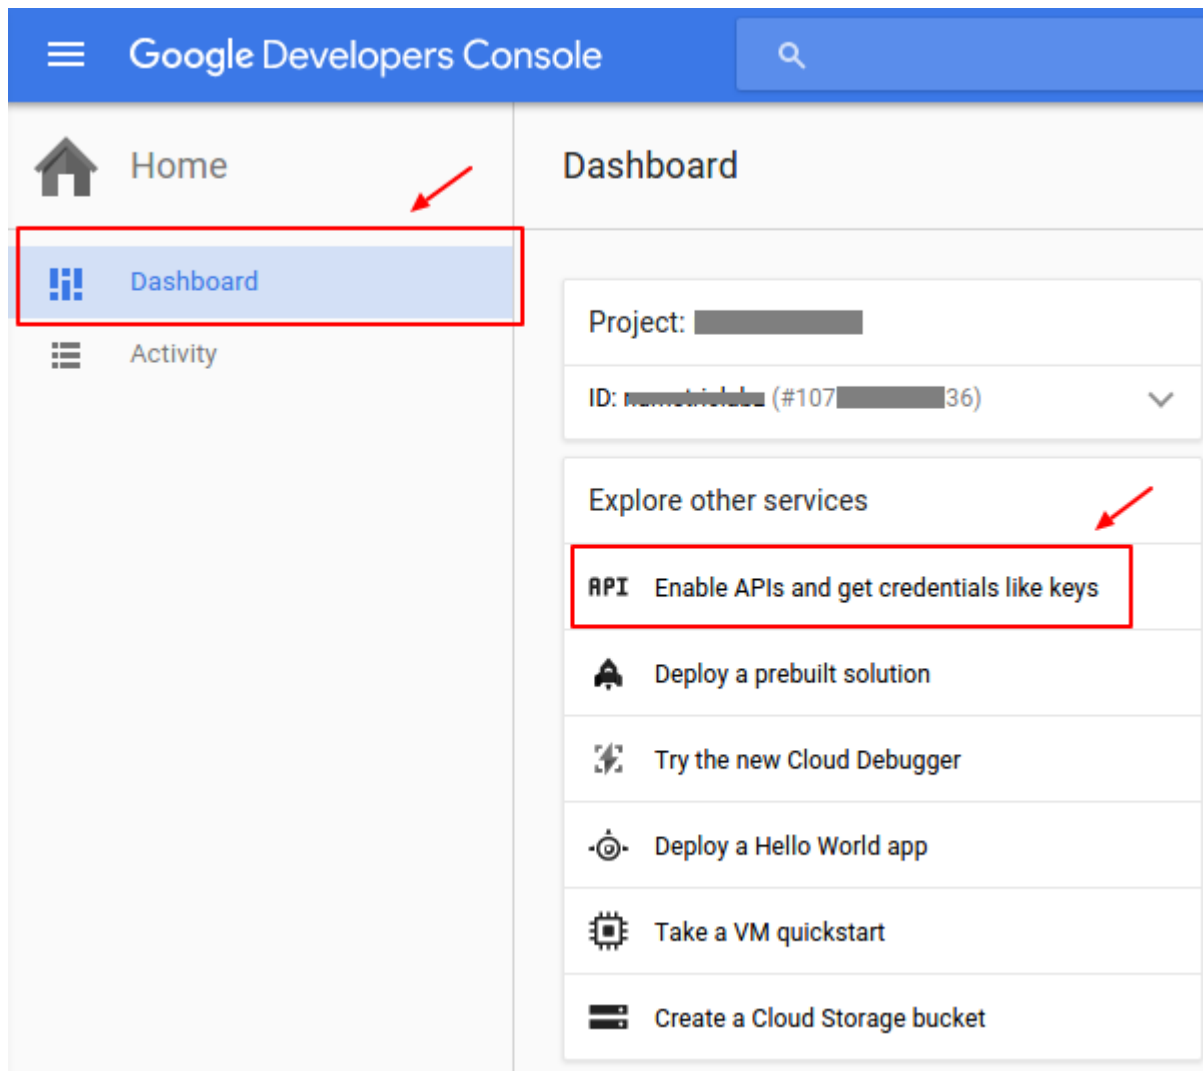 Google Developers Console
Home
Dashboard
Activity
Dashboard
Project:
ID: (#107 36)
Explore other services
API Enable APIs and get credentials like keys
Deploy a prebuilt solution
Try the new Cloud Debugger
Deploy a Hello World app
Take a VM quickstart
Create a Cloud Storage bucket